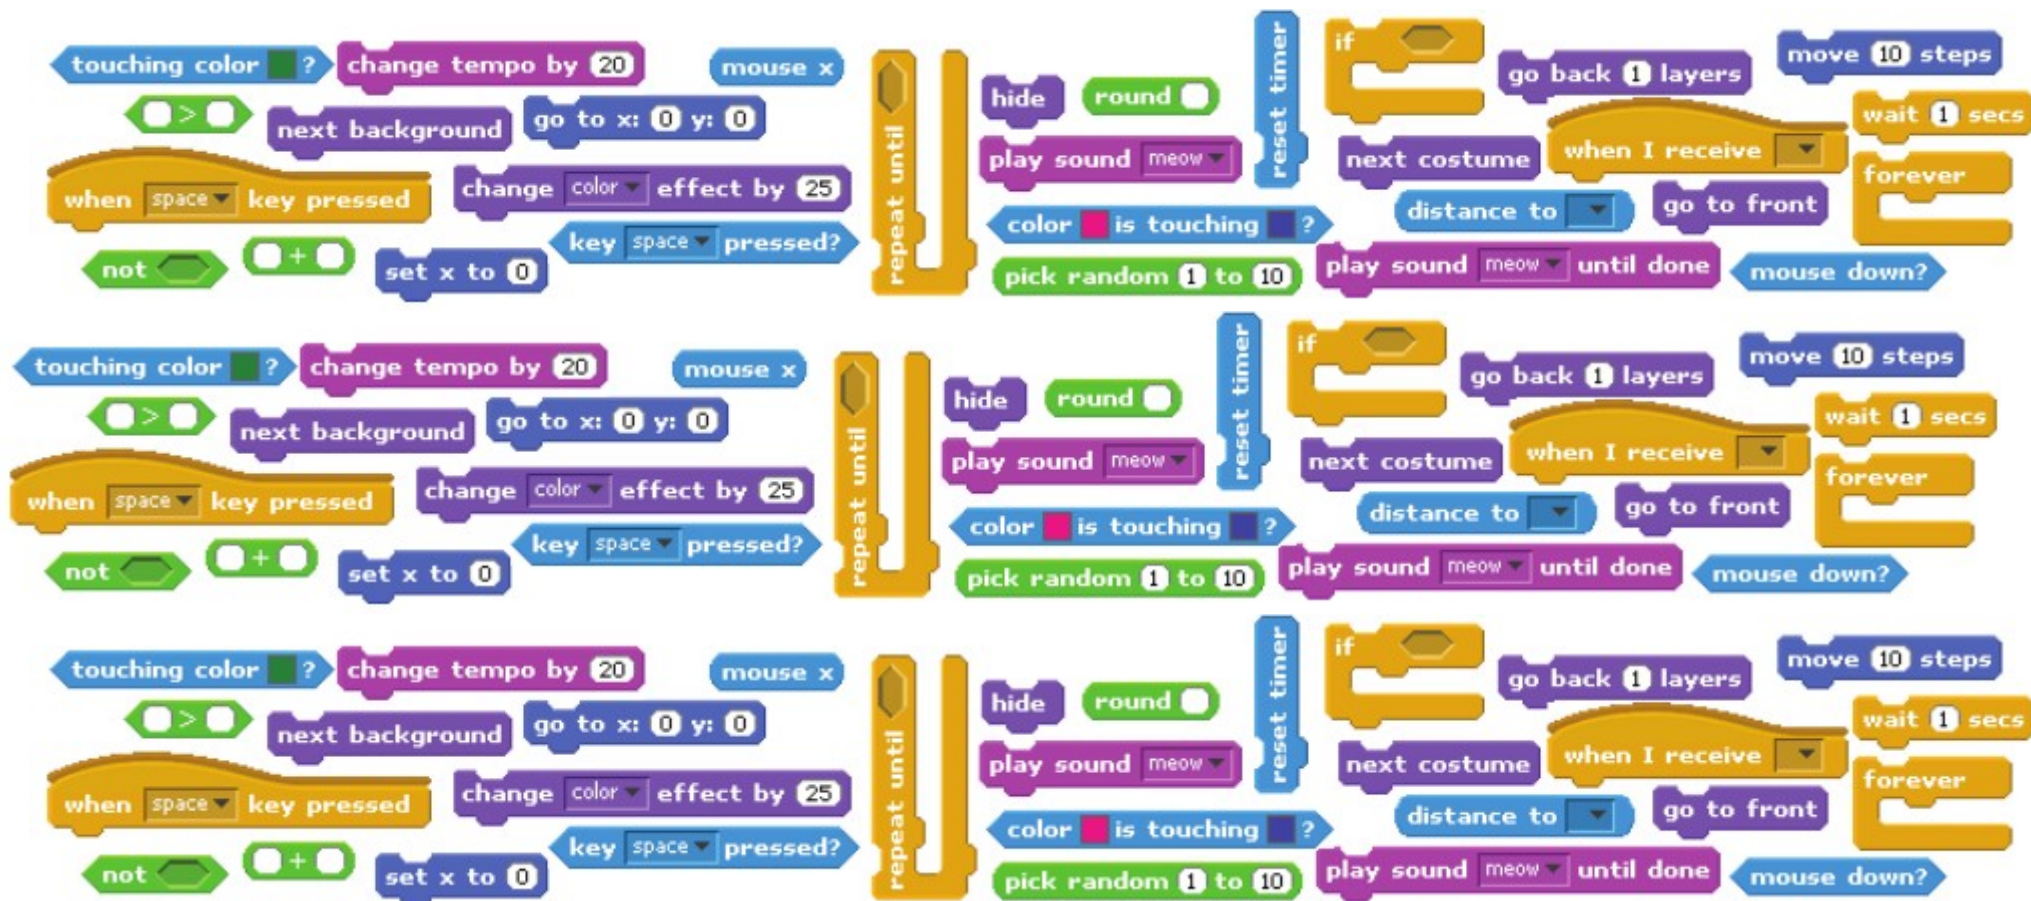 touching color ?
change tempo by 20
mouse x
>
next background
go to x: 0 y: 0
when space key pressed
change color effect by 25
key space pressed?
not
+
set x to 0
repeat until
hide
round
play sound meow
color is touching ?
pick random 1 to 10
reset timer
if
go back 1 layers
move 10 steps
wait 1 secs
next costume
when I receive
forever
distance to
go to front
play sound meow until done
mouse down?
touching color ?
change tempo by 20
mouse x
>
next background
go to x: 0 y: 0
when space key pressed
change color effect by 25
key space pressed?
not
+
set x to 0
repeat until
hide
round
play sound meow
color is touching ?
pick random 1 to 10
reset timer
if
go back 1 layers
move 10 steps
wait 1 secs
next costume
when I receive
forever
distance to
go to front
play sound meow until done
mouse down?
touching color ?
change tempo by 20
mouse x
>
next background
go to x: 0 y: 0
when space key pressed
change color effect by 25
key space pressed?
not
+
set x to 0
repeat until
hide
round
play sound meow
color is touching ?
pick random 1 to 10
reset timer
if
go back 1 layers
move 10 steps
wait 1 secs
next costume
when I receive
forever
distance to
go to front
play sound meow until done
mouse down?